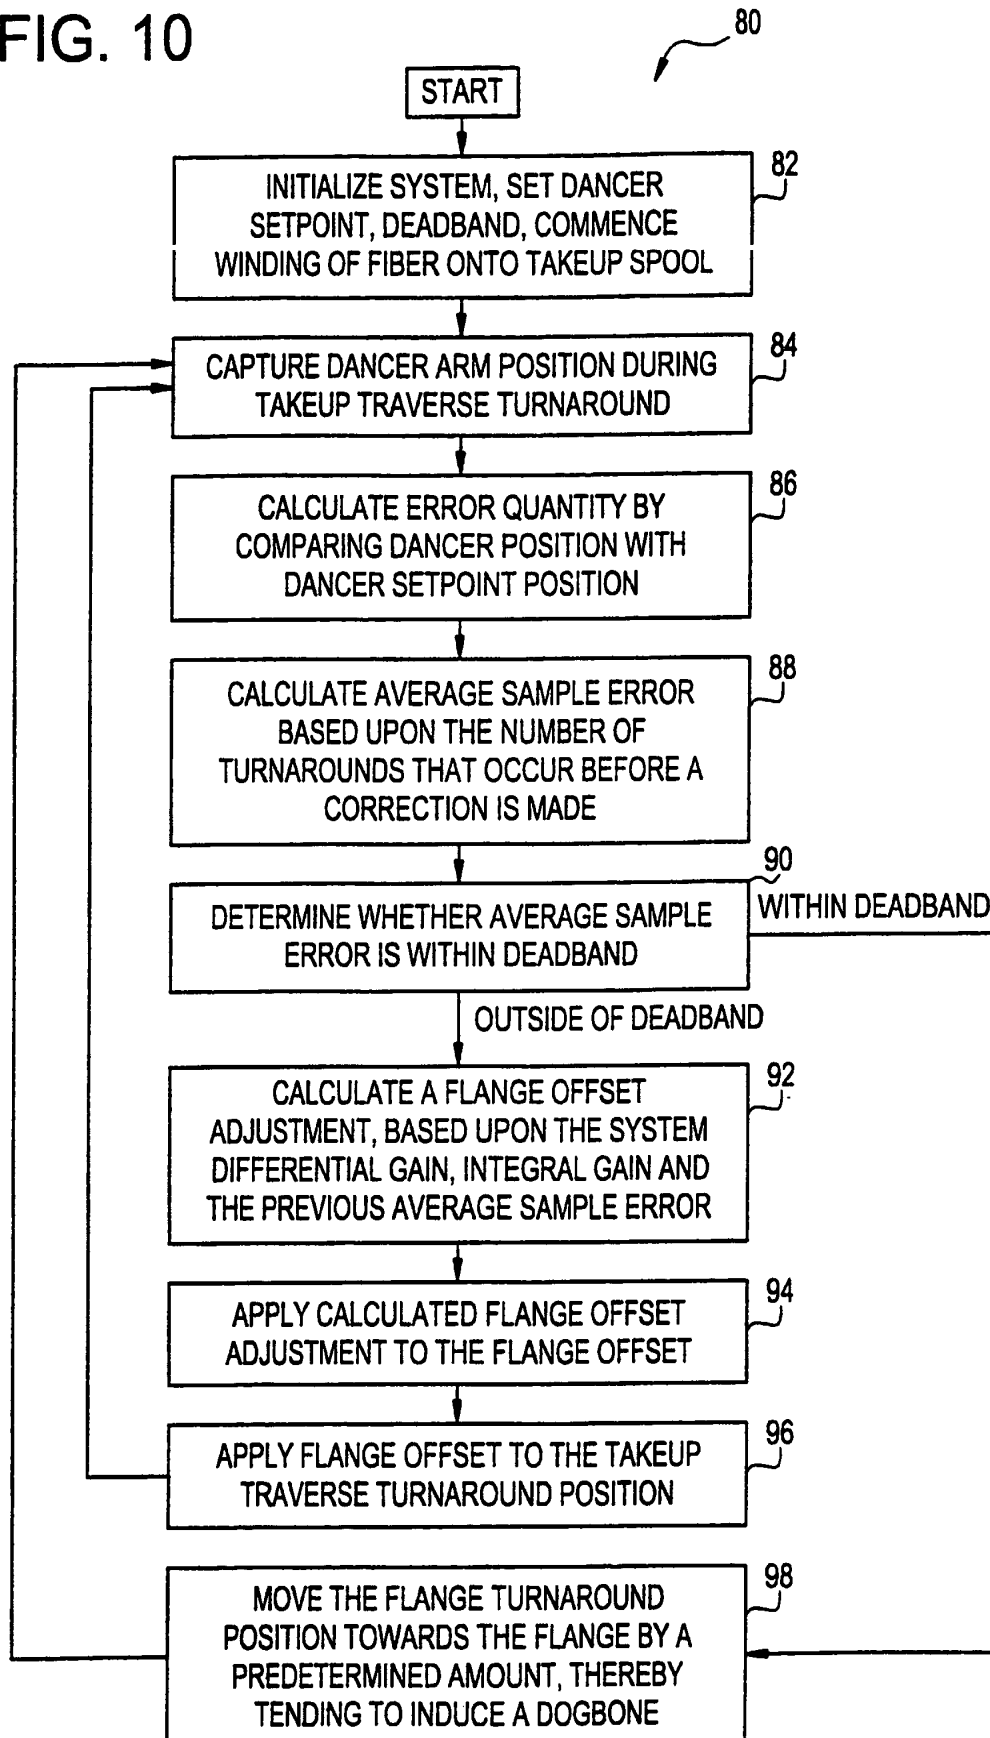 FIG. 10
80
START
82
INITIALIZE SYSTEM, SET DANCER
SETPOINT, DEADBAND, COMMENCE
WINDING OF FIBER ONTO TAKEUP SPOOL
84
CAPTURE DANCER ARM POSITION DURING
TAKEUP TRAVERSE TURNAROUND
86
CALCULATE ERROR QUANTITY BY
COMPARING DANCER POSITION WITH
DANCER SETPOINT POSITION
88
CALCULATE AVERAGE SAMPLE ERROR
BASED UPON THE NUMBER OF
TURNAROUNDS THAT OCCUR BEFORE A
CORRECTION IS MADE
90
DETERMINE WHETHER AVERAGE SAMPLE
ERROR IS WITHIN DEADBAND
WITHIN DEADBAND
OUTSIDE OF DEADBAND
92
CALCULATE A FLANGE OFFSET
ADJUSTMENT, BASED UPON THE SYSTEM
DIFFERENTIAL GAIN, INTEGRAL GAIN AND
THE PREVIOUS AVERAGE SAMPLE ERROR
94
APPLY CALCULATED FLANGE OFFSET
ADJUSTMENT TO THE FLANGE OFFSET
96
APPLY FLANGE OFFSET TO THE TAKEUP
TRAVERSE TURNAROUND POSITION
98
MOVE THE FLANGE TURNAROUND
POSITION TOWARDS THE FLANGE BY A
PREDETERMINED AMOUNT, THEREBY
TENDING TO INDUCE A DOGBONE